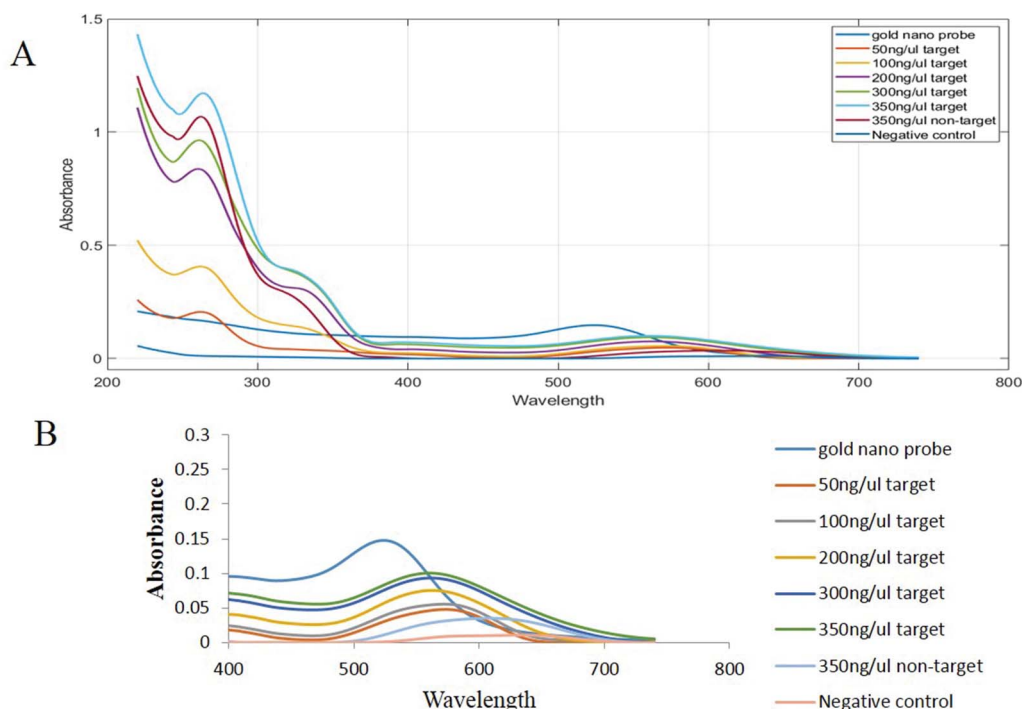 A
1.5
1
0.5
0
Absorbance
200 300 400 500 600 700 800
Wavelength
gold nano probe
50ng/ul target
100ng/ul target
200ng/ul target
300ng/ul target
350ng/ul target
350ng/ul non-target
Negative control
B
0.3
0.25
0.2
0.15
0.1
0.05
0
Absorbance
400 500 600 700 800
Wavelength
gold nano probe
50ng/ul target
100ng/ul target
200ng/ul target
300ng/ul target
350ng/ul target
350ng/ul non-target
Negative control